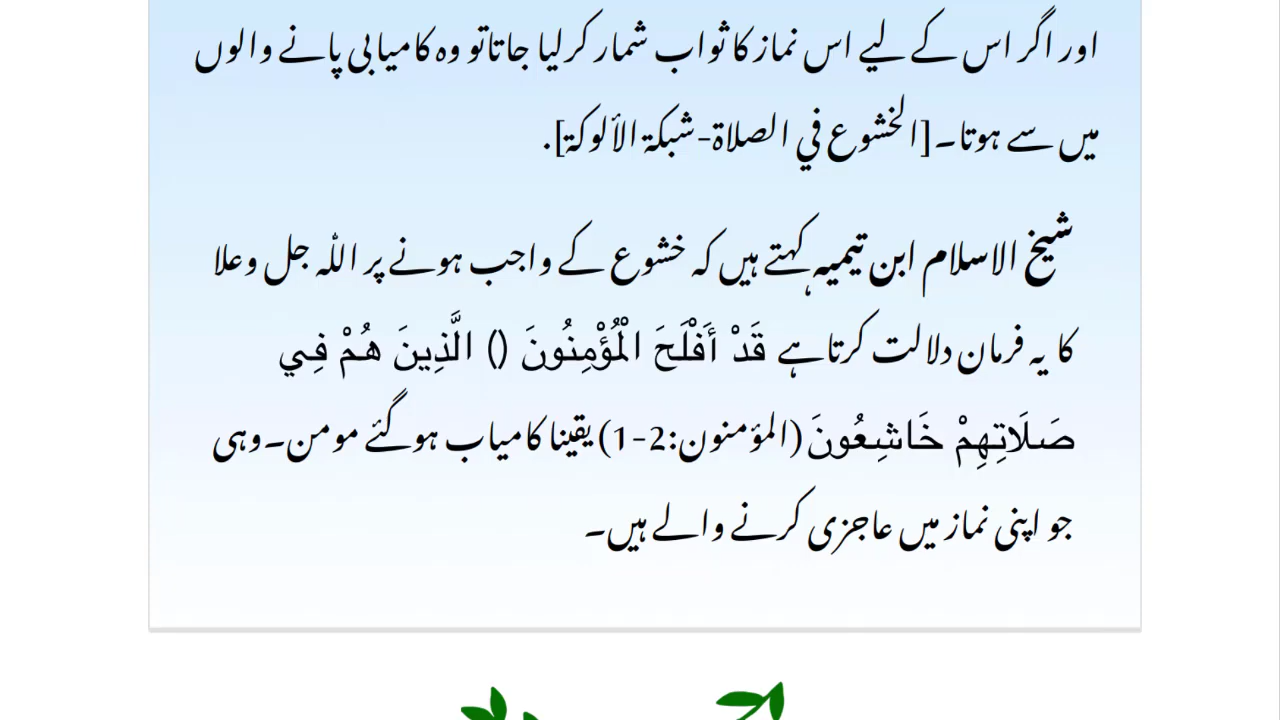 اور اگر اس کے لیے اس نماز کا ثواب شمار کرلیا جاتا تو وہ کامیابی پانے والوں
میں سے ہوتا۔ [الخشوع في الصلاة-شبكة الألوكة].
شیخ الاسلام ابن تیمیہ کہتے ہیں کہ خشوع کے واجب ہونے پر اللہ جل وعلا
کا یہ فرمان دلالت کرتا ہے قَدْ أَفْلَحَ الْمُؤْمِنُونَ () الَّذِينَ هُمْ فِي
صَلَاتِهِمْ خَاشِعُونَ (المؤمنون:2-1) یقینا کامیاب ہوگئے مومن۔ وہی
جو اپنی نماز میں عاجزی کرنے والے ہیں۔